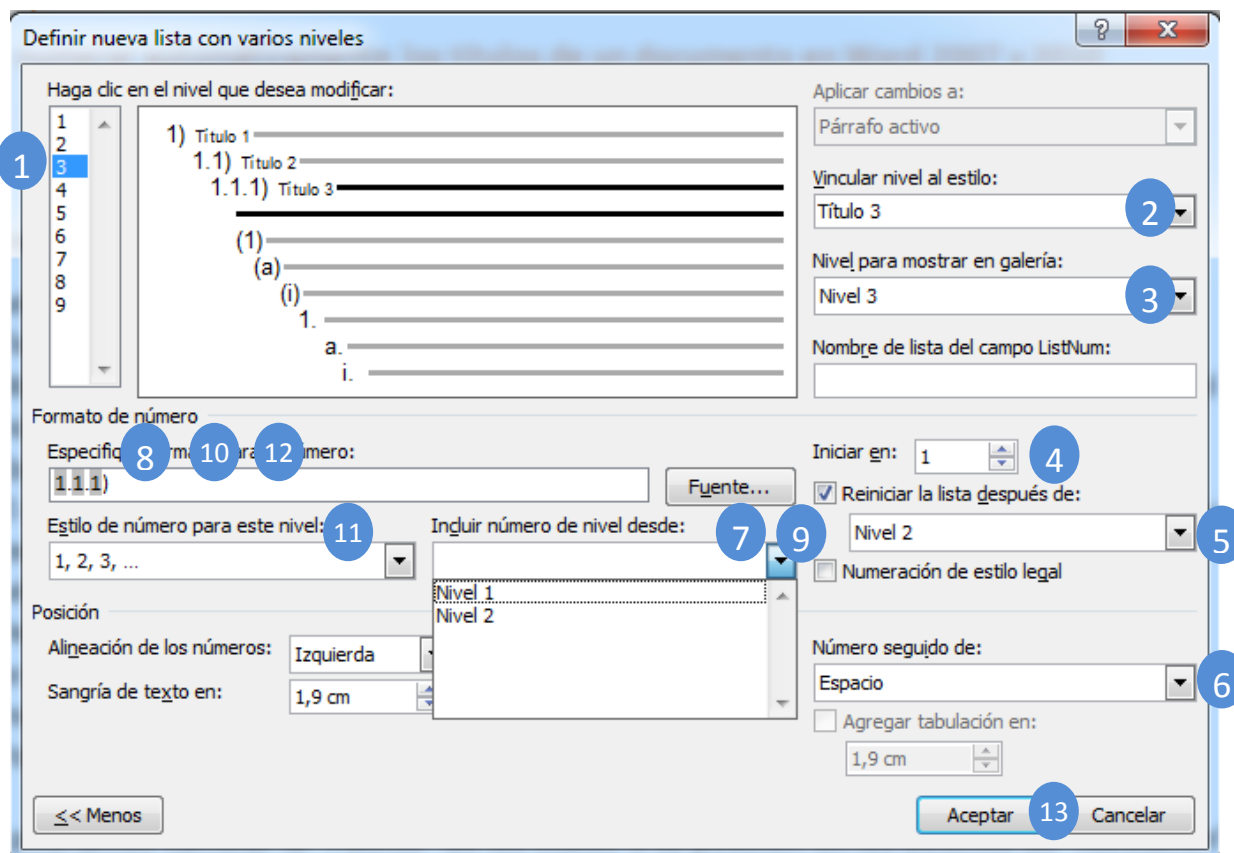 Definir nueva lista con varios niveles
Haga clic en el nivel que desea modificar:
1
2
3
4
5
6
7
8
9
1
1) Título 1
1.1) Título 2
1.1.1) Título 3
(1)
(a)
(i)
1.
a.
i.
Aplicar cambios a:
Párrafo activo
Vincular nivel al estilo:
Título 3
2
Nivel para mostrar en galería:
Nivel 3
3
Nombre de lista del campo ListNum:
Formato de número
8 10 12
número:
1.1.1)
Fuente...
Estilo de número para este nivel:
11
1, 2, 3, ...
Incluir número de nivel desde:
7 9
Nivel 1
Nivel 2
Iniciar en: 1
4
Reiniciar la lista después de:
Nivel 2
5
Numeración de estilo legal
Posición
Alineación de los números: Izquierda
Sangría de texto en: 1,9 cm
Número seguido de:
Espacio
6
Agregar tabulación en:
1,9 cm
<< Menos
Aceptar 13 Cancelar